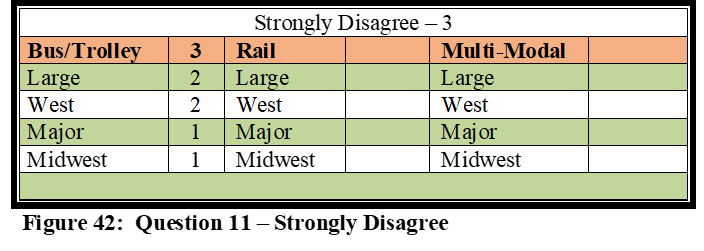 Strongly Disagree – 3
Bus/Trolley 3 Rail Multi-Modal
Large 2 Large Large
West 2 West West
Major 1 Major Major
Midwest 1 Midwest Midwest
Figure 42: Question 11 – Strongly Disagree